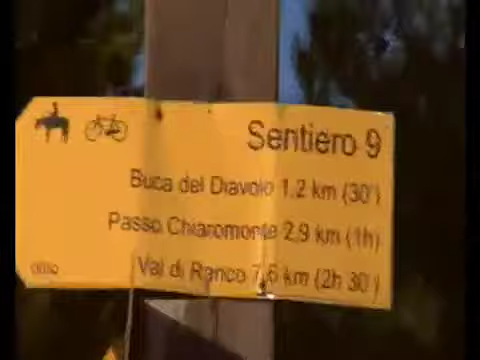 Sentiero 9
Buca del Diavolo 1,2 km (30')
Passo Chiaromonte 2,9 km (1h)
Val di Ranco 7,6 km (2h 30')